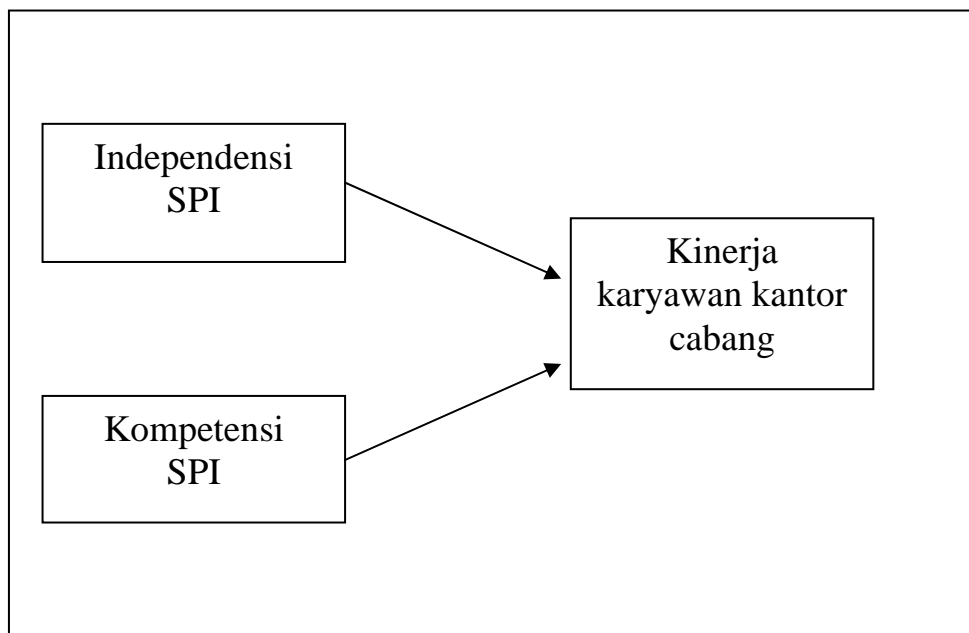 Independensi
SPI
Kinerja
karyawan kantor
cabang
Kompetensi
SPI